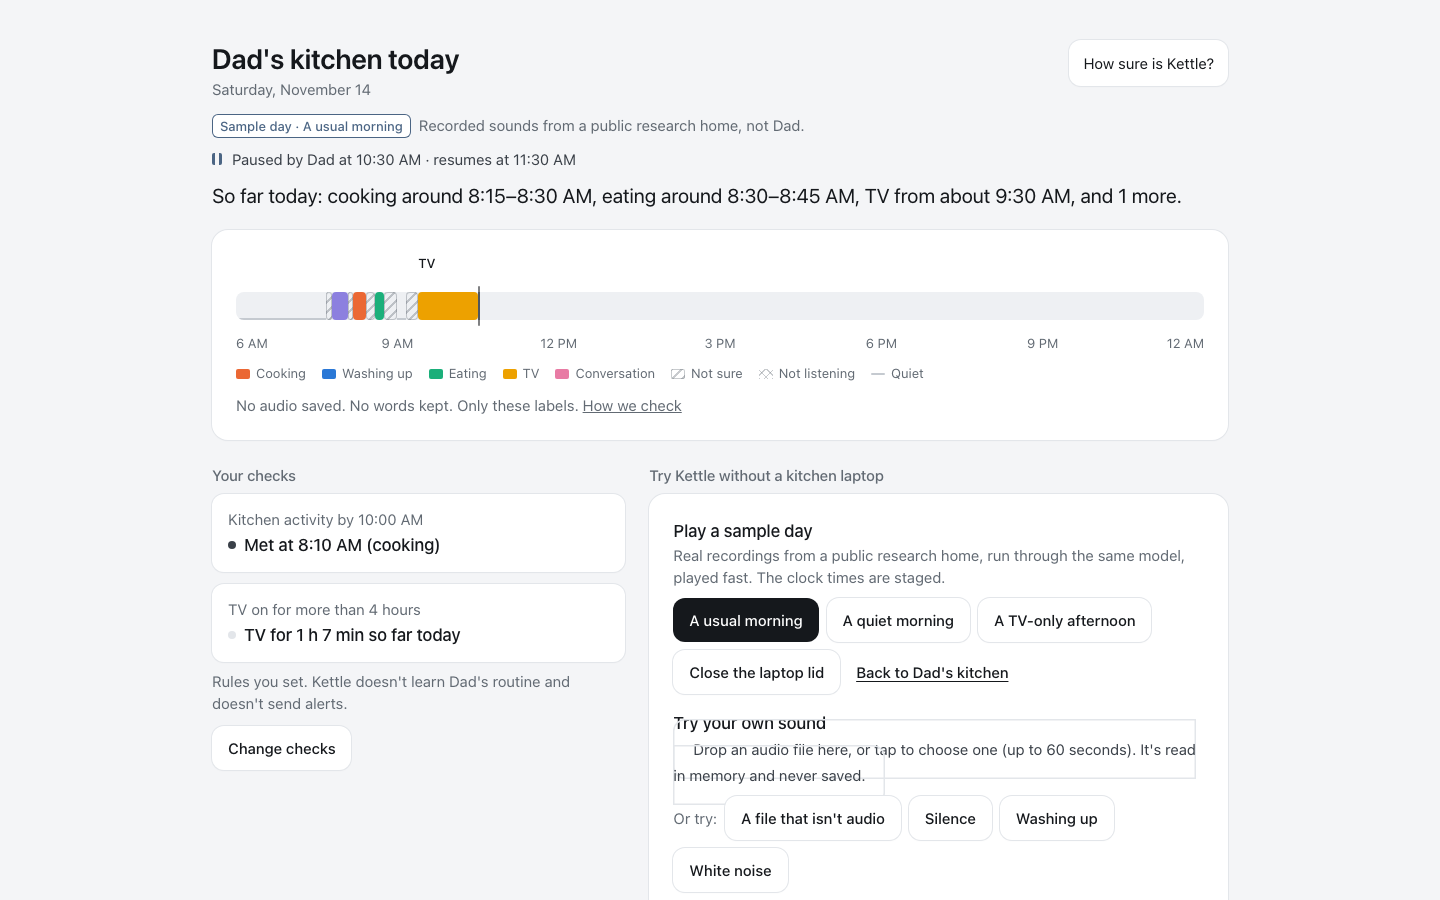 Dad's kitchen today
How sure is Kettle?
Saturday, November 14
Sample day · A usual morning
Recorded sounds from a public research home, not Dad.
Paused by Dad at 10:30 AM · resumes at 11:30 AM
So far today: cooking around 8:15–8:30 AM, eating around 8:30–8:45 AM, TV from about 9:30 AM, and 1 more.
TV
6 AM 9 AM 12 PM 3 PM 6 PM 9 PM 12 AM
Cooking Washing up Eating TV Conversation Not sure Not listening Quiet
No audio saved. No words kept. Only these labels. How we check
Your checks
Kitchen activity by 10:00 AM
Met at 8:10 AM (cooking)
TV on for more than 4 hours
TV for 1 h 7 min so far today
Rules you set. Kettle doesn't learn Dad's routine and
doesn't send alerts.
Change checks
Try Kettle without a kitchen laptop
Play a sample day
Real recordings from a public research home, run through the same model,
played fast. The clock times are staged.
A usual morning
A quiet morning
A TV-only afternoon
Close the laptop lid
Back to Dad's kitchen
Try your own sound
Drop an audio file here, or tap to choose one (up to 60 seconds). It's read
in memory and never saved.
Or try:
A file that isn't audio
Silence
Washing up
White noise